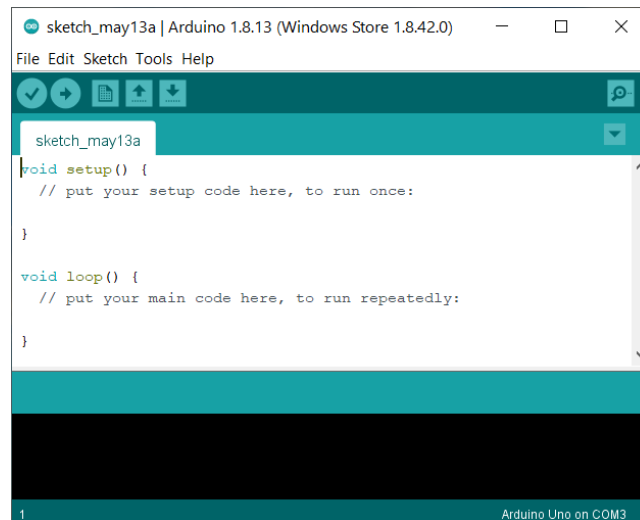 sketch_may13a | Arduino 1.8.13 (Windows Store 1.8.42.0)
File Edit Sketch Tools Help
sketch_may13a
void setup() {
  // put your setup code here, to run once:
}
void loop() {
  // put your main code here, to run repeatedly:
}
1
Arduino Uno on COM3